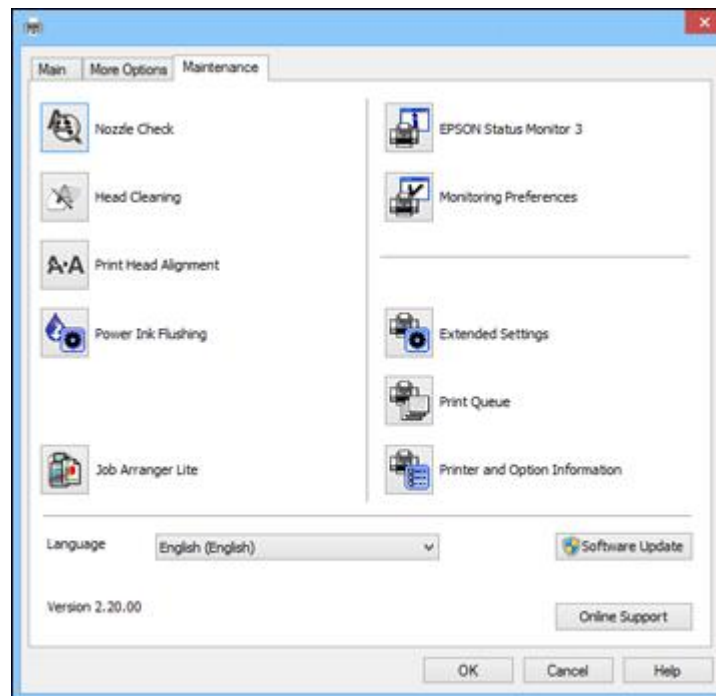 Main
More Options
Maintenance
Nozzle Check
EPSON Status Monitor 3
Head Cleaning
Monitoring Preferences
A·A
Print Head Alignment
Power Ink Flushing
Extended Settings
Print Queue
Job Arranger Lite
Printer and Option Information
Language
English (English)
Software Update
Version 2.20.00
Online Support
OK
Cancel
Help